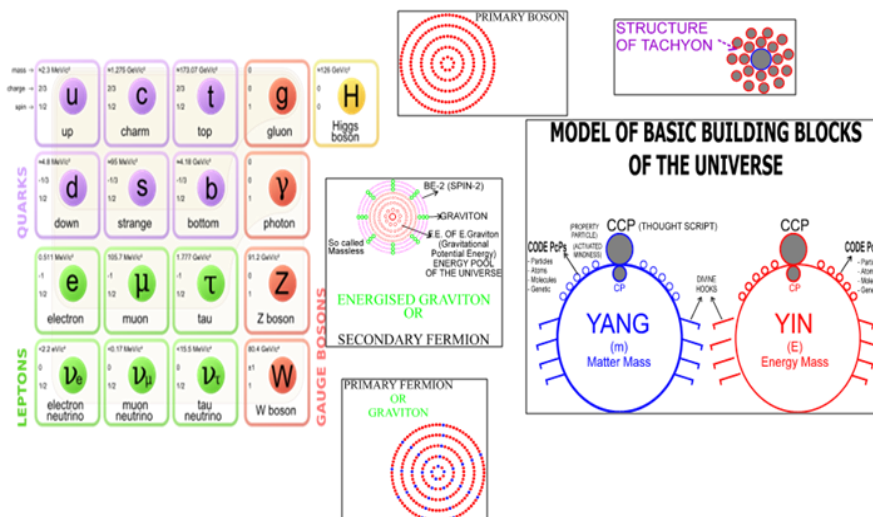 mass →
charge →
spin →
≈2.3 MeV/c²
2/3
1/2
u
up
≈1.275 GeV/c²
2/3
1/2
c
charm
≈173.07 GeV/c²
2/3
1/2
t
top
0
0
1
g
gluon
≈126 GeV/c²
0
0
H
Higgs
boson
QUARKS
≈4.8 MeV/c²
-1/3
1/2
d
down
≈95 MeV/c²
-1/3
1/2
s
strange
≈4.18 GeV/c²
-1/3
1/2
b
bottom
0
0
1
γ
photon
LEPTONS
0.511 MeV/c²
-1
1/2
e
electron
105.7 MeV/c²
-1
1/2
μ
muon
1.777 GeV/c²
-1
1/2
τ
tau
91.2 GeV/c²
0
1
Z
Z boson
<2.2 eV/c²
0
1/2
νe
electron
neutrino
<0.17 MeV/c²
0
1/2
νμ
muon
neutrino
<15.5 MeV/c²
0
1/2
ντ
tau
neutrino
80.4 GeV/c²
±1
1
W
W boson
GAUGE BOSONS
PRIMARY BOSON
STRUCTURE
OF TACHYON
BE-2 (SPIN-2)
GRAVITON
So called
Massless
F.E. OF E.Graviton
(Gravitational
Potential Energy)
ENERGY POOL
OF THE UNIVERSE
ENERGISED GRAVITON
OR
SECONDARY FERMION
PRIMARY FERMION
OR
GRAVITON
MODEL OF BASIC BUILDING BLOCKS
OF THE UNIVERSE
CCP (THOUGHT SCRIPT)
(PROPERTY
PARTICLE)
(ACTIVATED
MINDNESS)
CODE PcPs
- Particles
- Atoms
- Molecules
- Genetic
CP
YANG
(m)
Matter Mass
DIVINE
HOOKS
CCP
CP
YIN
(E)
Energy Mass
CODE